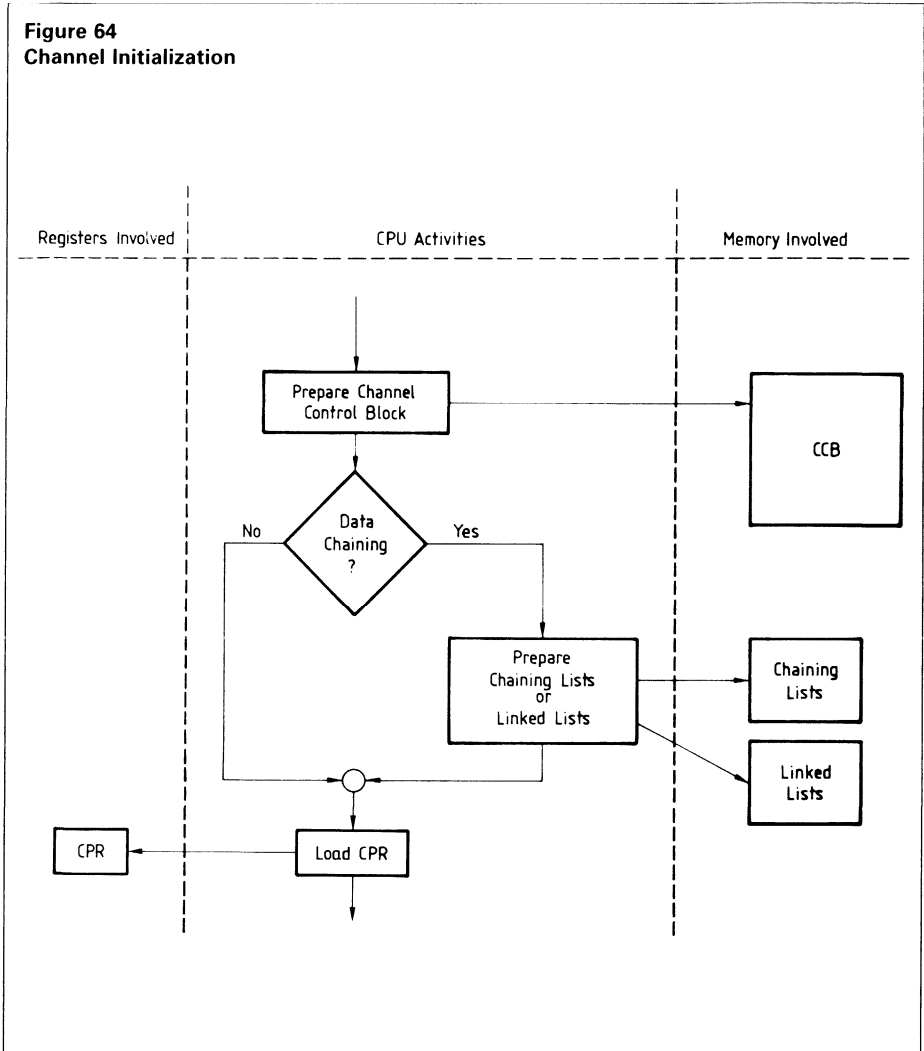 Figure 64
Channel Initialization
Registers Involved
CPU Activities
Memory Involved
Prepare Channel
Control Block
CCB
No
Data
Chaining
?
Yes
Prepare
Chaining Lists
or
Linked Lists
Chaining
Lists
Linked
Lists
CPR
Load CPR